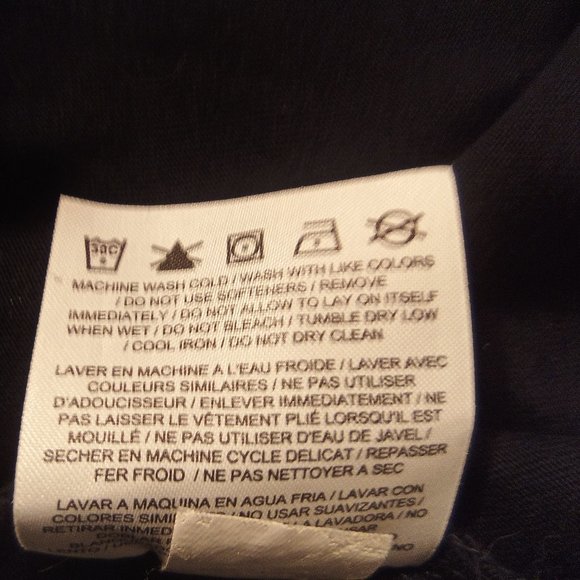 30C
MACHINE WASH COLD / WASH WITH LIKE COLORS
/ DO NOT USE SOFTENERS / REMOVE
IMMEDIATELY / DO NOT ALLOW TO LAY ON ITSELF
WHEN WET / DO NOT BLEACH / TUMBLE DRY LOW
/ COOL IRON / DO NOT DRY CLEAN
LAVER EN MACHINE A L'EAU FROIDE / LAVER AVEC
COULEURS SIMILAIRES / NE PAS UTILISER
D'ADOUCISSEUR / ENLEVER IMMEDIATEMENT / NE
PAS LAISSER LE VÊTEMENT PLIÉ LORSQU'IL EST
MOUILLÉ / NE PAS UTILISER D'EAU DE JAVEL/
SECHER EN MACHINE CYCLE DELICAT / REPASSER
FER FROID / NE PAS NETTOYER A SEC
LAVAR A MAQUINA EN AGUA FRIA / LAVAR CON
COLORES SIMI / NO USAR SUAVIZANTES /
RETIRAR INMED LA LAVADORA / NO